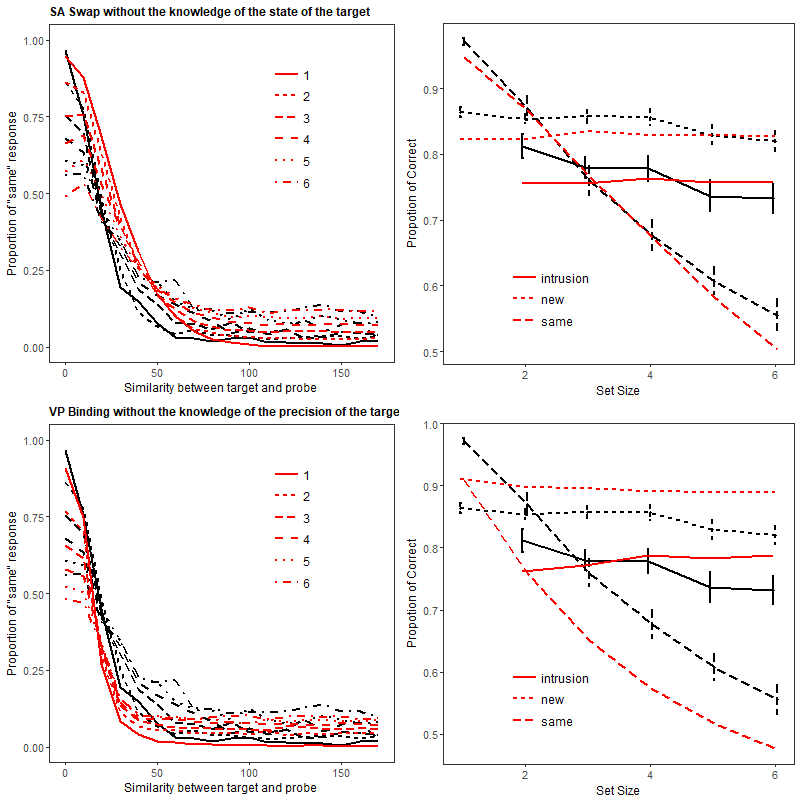 SA Swap without the knowledge of the state of the target
1.00
0.75
0.50
0.25
0.00
Proportion of "same" response
0
50
100
150
Similarity between target and probe
1
2
3
4
5
6
0.9
0.8
0.7
0.6
0.5
Propotion of Correct
2
4
6
Set Size
intrusion
new
same
VP Binding without the knowledge of the precision of the targe
1.00
0.75
0.50
0.25
0.00
Proportion of "same" response
0
50
100
150
Similarity between target and probe
1
2
3
4
5
6
1.0
0.9
0.8
0.7
0.6
0.5
Propotion of Correct
2
4
6
Set Size
intrusion
new
same